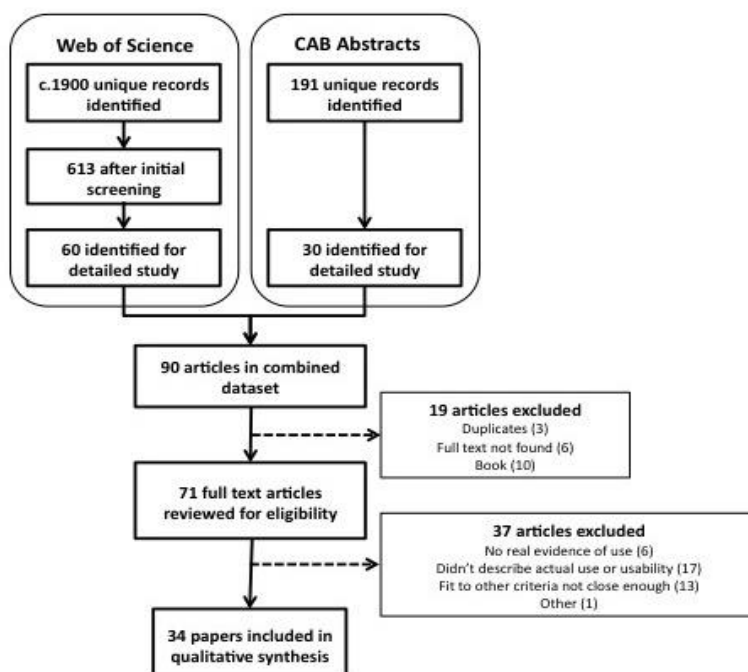 Web of Science
CAB Abstracts
c.1900 unique records
identified
191 unique records
identified
613 after initial
screening
60 identified for
detailed study
30 identified for
detailed study
90 articles in combined
dataset
19 articles excluded
Duplicates (3)
Full text not found (6)
Book (10)
71 full text articles
reviewed for eligibility
37 articles excluded
No real evidence of use (6)
Didn't describe actual use or usability (17)
Fit to other criteria not close enough (13)
Other (1)
34 papers included in
qualitative synthesis